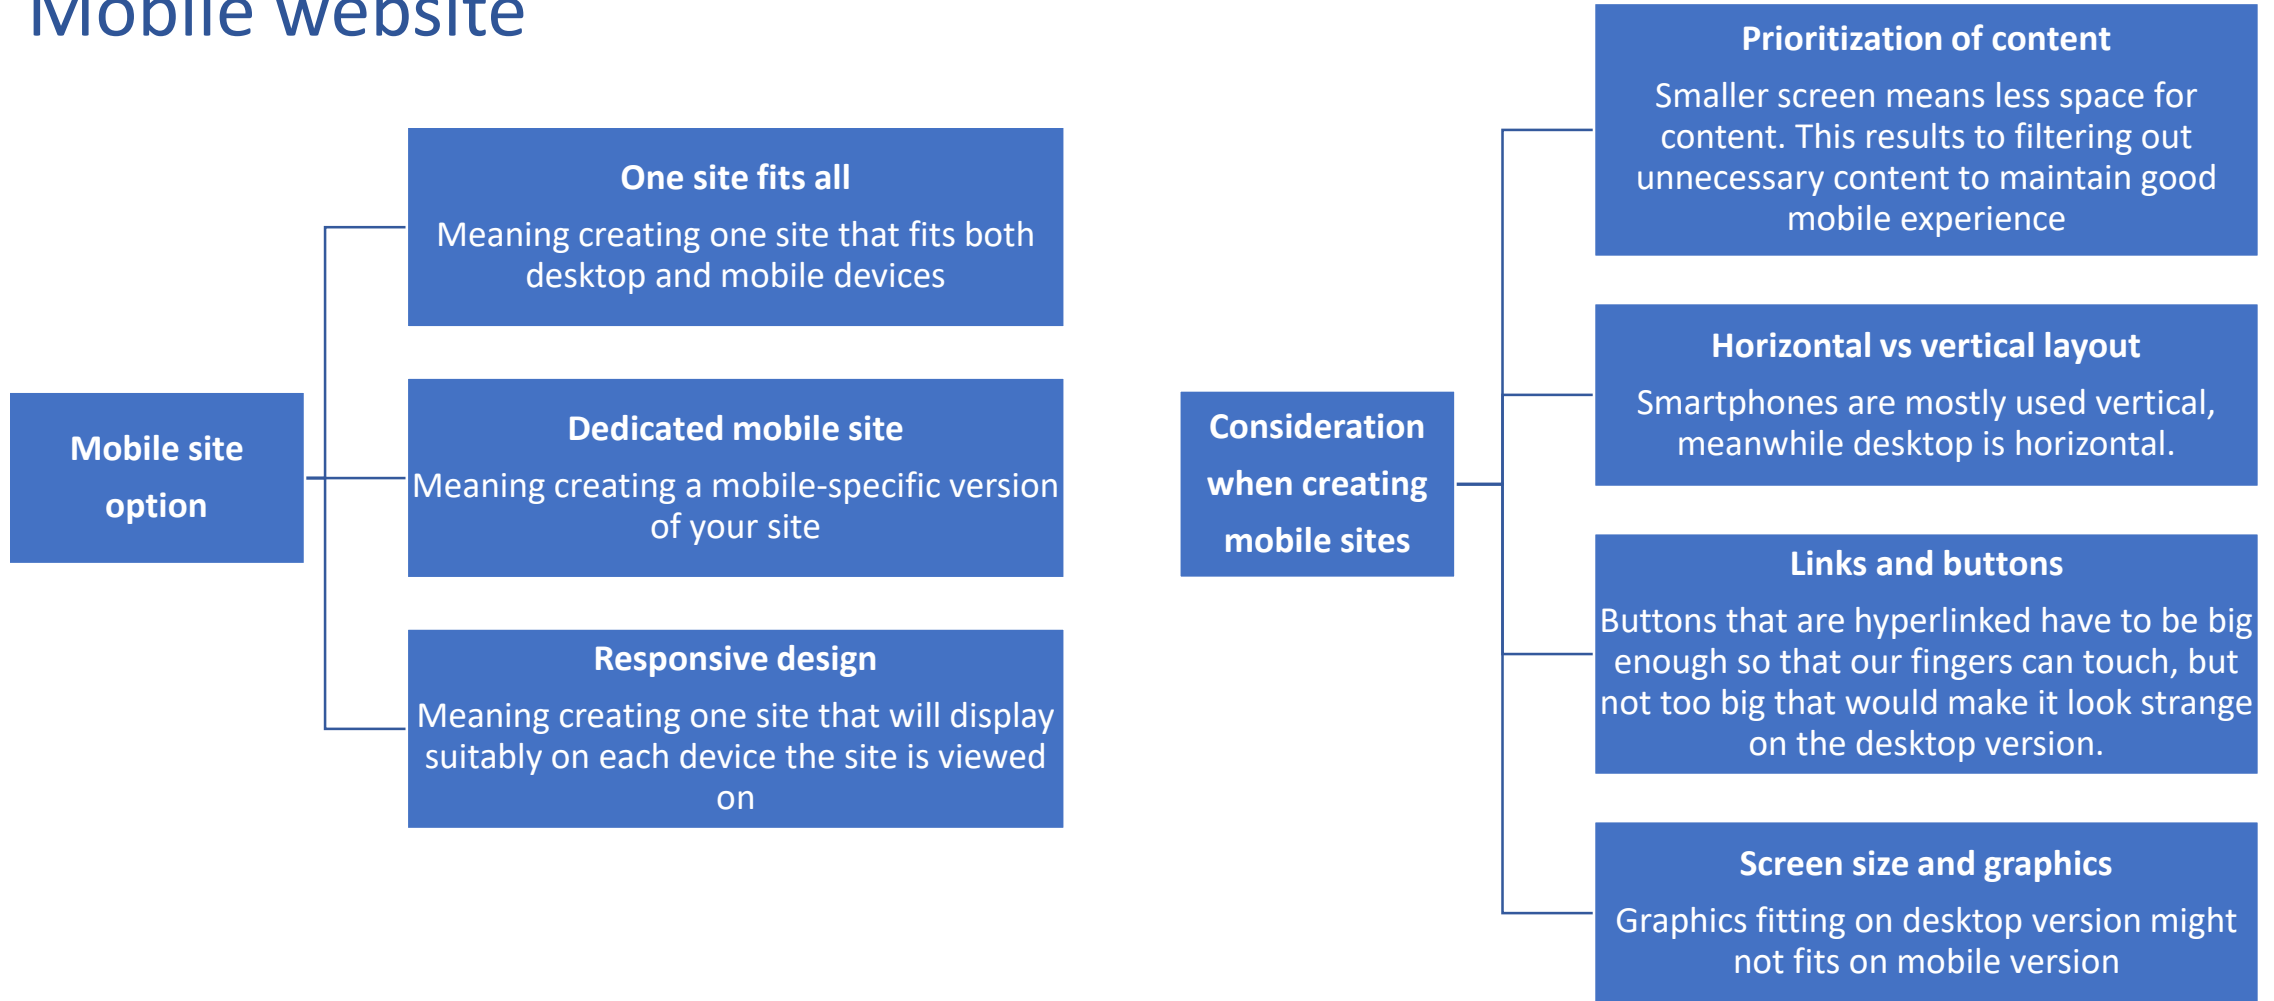 Mobile website
Mobile site
option
One site fits all
Meaning creating one site that fits both
desktop and mobile devices
Dedicated mobile site
Meaning creating a mobile-specific version
of your site
Responsive design
Meaning creating one site that will display
suitably on each device the site is viewed
on
Consideration
when creating
mobile sites
Prioritization of content
Smaller screen means less space for
content. This results to filtering out
unnecessary content to maintain good
mobile experience
Horizontal vs vertical layout
Smartphones are mostly used vertical,
meanwhile desktop is horizontal.
Links and buttons
Buttons that are hyperlinked have to be big
enough so that our fingers can touch, but
not too big that would make it look strange
on the desktop version.
Screen size and graphics
Graphics fitting on desktop version might
not fits on mobile version